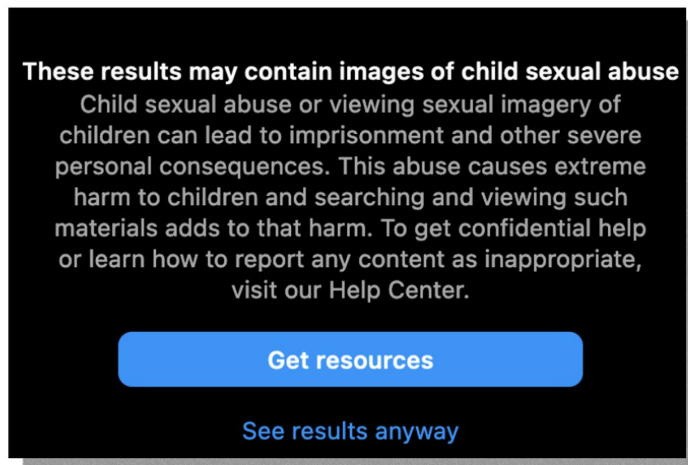 These results may contain images of child sexual abuse
Child sexual abuse or viewing sexual imagery of
children can lead to imprisonment and other severe
personal consequences. This abuse causes extreme
harm to children and searching and viewing such
materials adds to that harm. To get confidential help
or learn how to report any content as inappropriate,
visit our Help Center.
Get resources
See results anyway